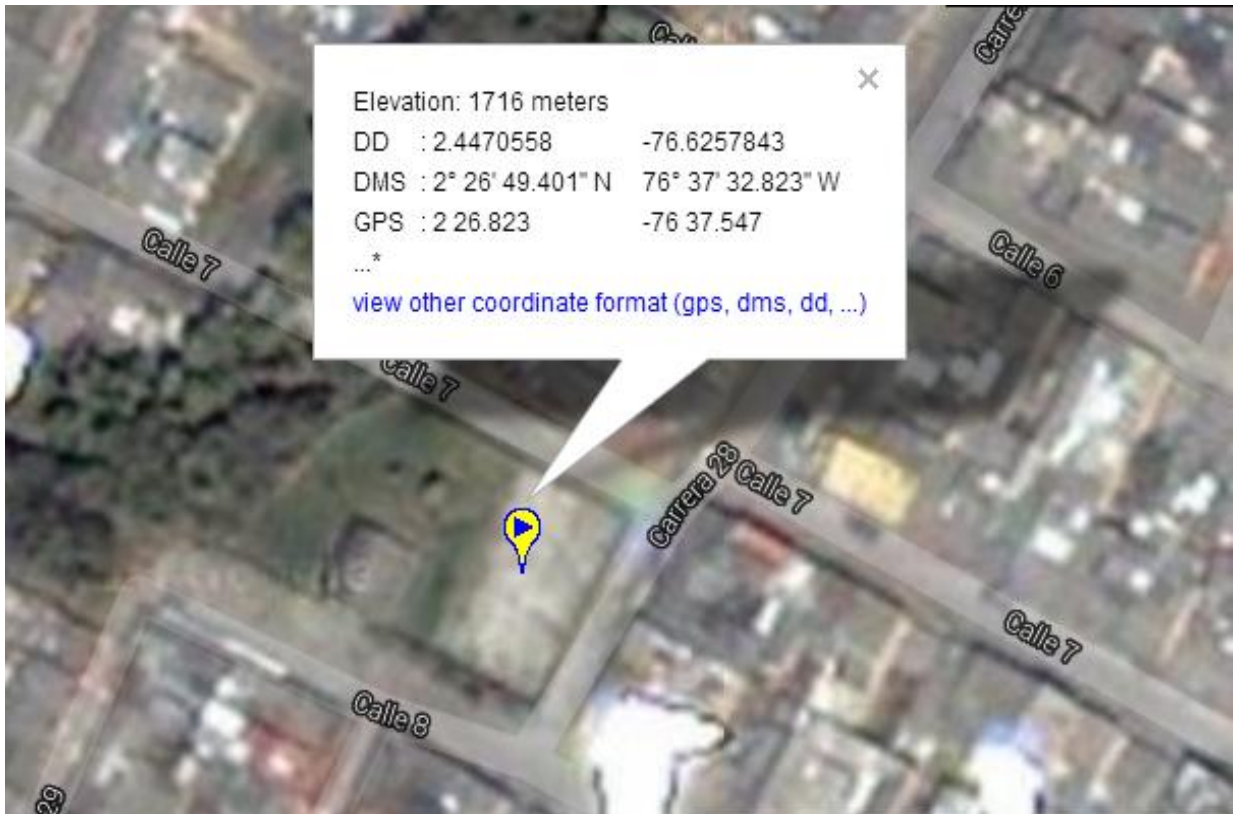 Carrera
×
Elevation: 1716 meters
DD : 2.4470558 -76.6257843
DMS : 2° 26' 49.401" N 76° 37' 32.823" W
GPS : 2 26.823 -76 37.547
...*
view other coordinate format (gps, dms, dd, ...)
Calle 7
Calle 6
Calle 7
Carrera 28
Calle 7
Calle 7
Calle 8
29